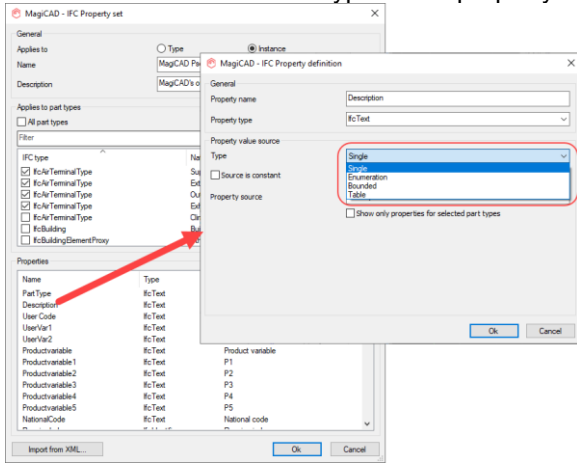 MagiCAD - IFC Property set
General
Applies to
Type
Instance
Name
MagiCAD
Description
MagiCAD's
Applies to part types
All part types
Filter
IFC type
IfcAirTerminalType
IfcAirTerminalType
IfcAirTerminalType
IfcAirTerminalType
IfcAirTerminalType
IfcBuilding
IfcBuildingElementProxy
MagiCAD - IFC Property definition
General
Property name
Description
Property type
IfcText
Property value source
Type
Single
Single
Enumeration
Bounded
Table
Source is constant
Property source
Show only properties for selected part types
Ok
Cancel
Properties
Name
Type
PartType
IfcText
Description
IfcText
User Code
IfcText
UserVar1
IfcText
UserVar2
IfcText
Productvariable
IfcText
Product variable
Productvariable1
IfcText
P1
Productvariable2
IfcText
P2
Productvariable3
IfcText
P3
Productvariable4
IfcText
P4
Productvariable5
IfcText
P5
NationalCode
IfcText
National code
Import from XML...
Ok
Cancel